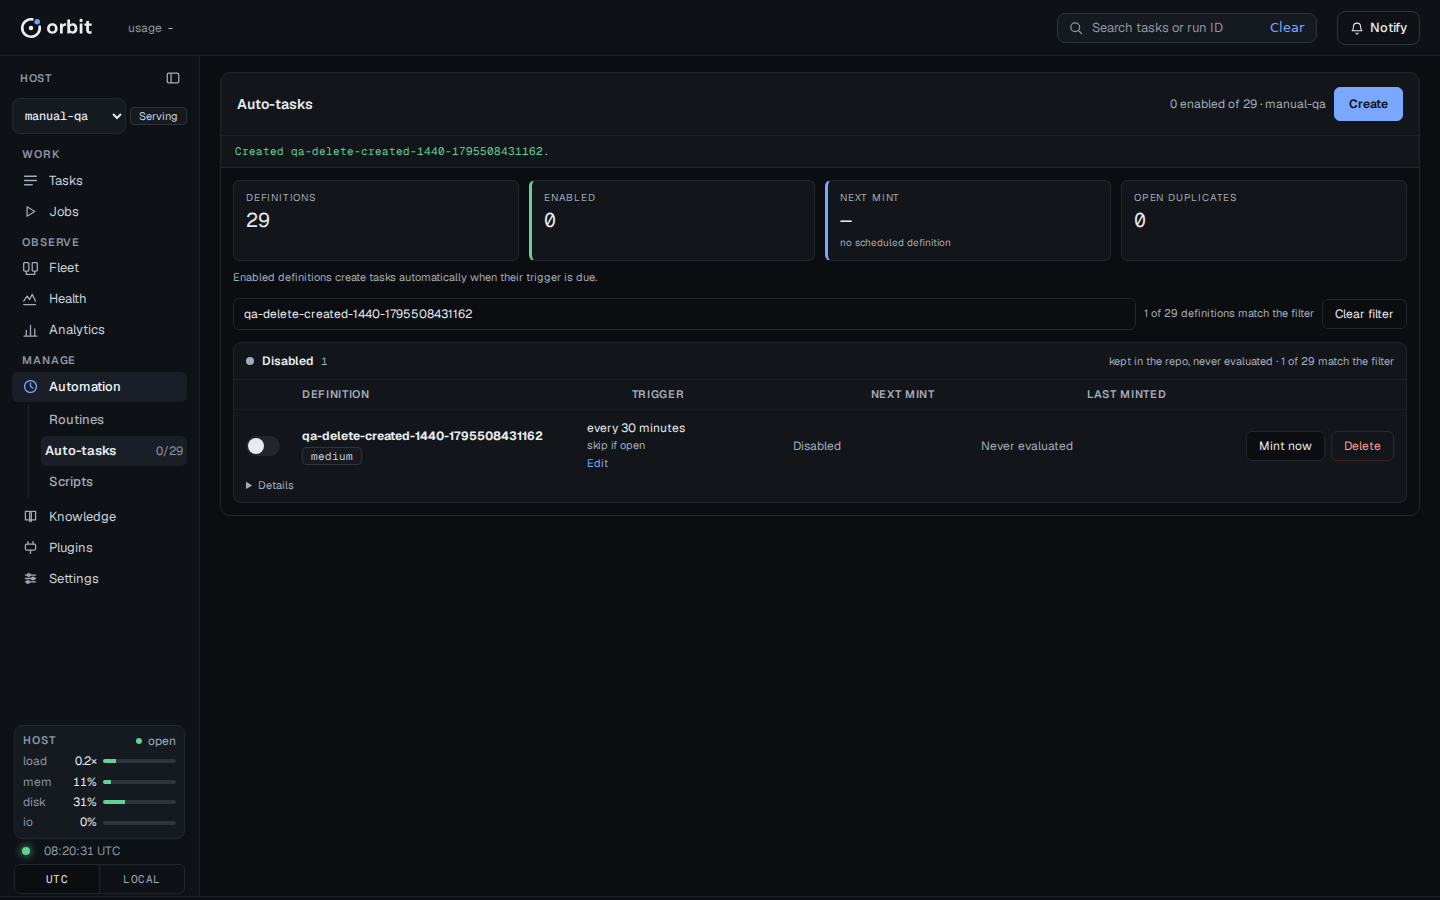 orbit
usage -
Search tasks or run ID
Clear
Notify
HOST
manual-qa
Serving
WORK
Tasks
Jobs
OBSERVE
Fleet
Health
Analytics
MANAGE
Automation
Routines
Auto-tasks 0/29
Scripts
Knowledge
Plugins
Settings
HOST open
load 0.2×
mem 11%
disk 31%
io 0%
08:20:31 UTC
UTC LOCAL
Auto-tasks
0 enabled of 29 · manual-qa
Create
Created qa-delete-created-1440-1795508431162.
DEFINITIONS
29
ENABLED
0
NEXT MINT
—
no scheduled definition
OPEN DUPLICATES
0
Enabled definitions create tasks automatically when their trigger is due.
qa-delete-created-1440-1795508431162
1 of 29 definitions match the filter
Clear filter
Disabled 1
kept in the repo, never evaluated · 1 of 29 match the filter
DEFINITION TRIGGER NEXT MINT LAST MINTED
qa-delete-created-1440-1795508431162
medium
every 30 minutes
skip if open
Edit
Disabled
Never evaluated
Mint now
Delete
Details